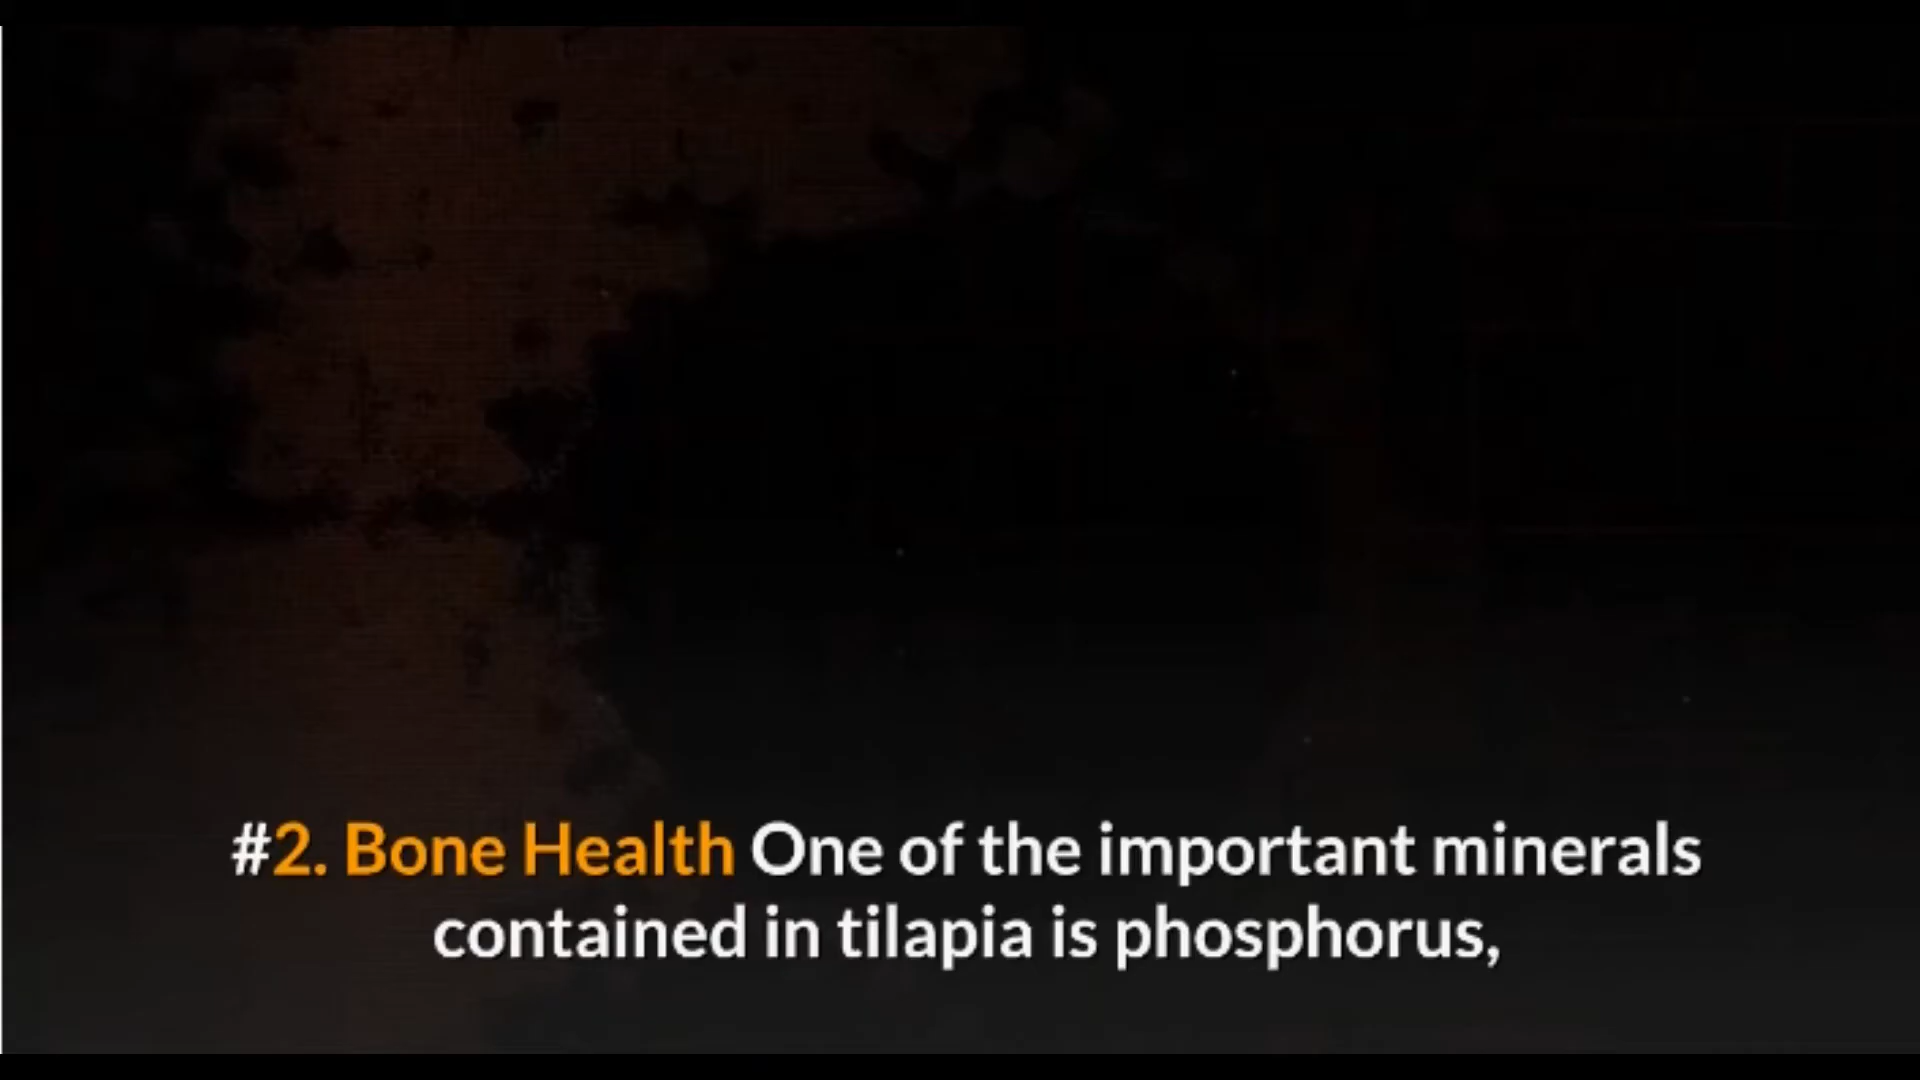 #2. Bone Health One of the important minerals
contained in tilapia is phosphorus,